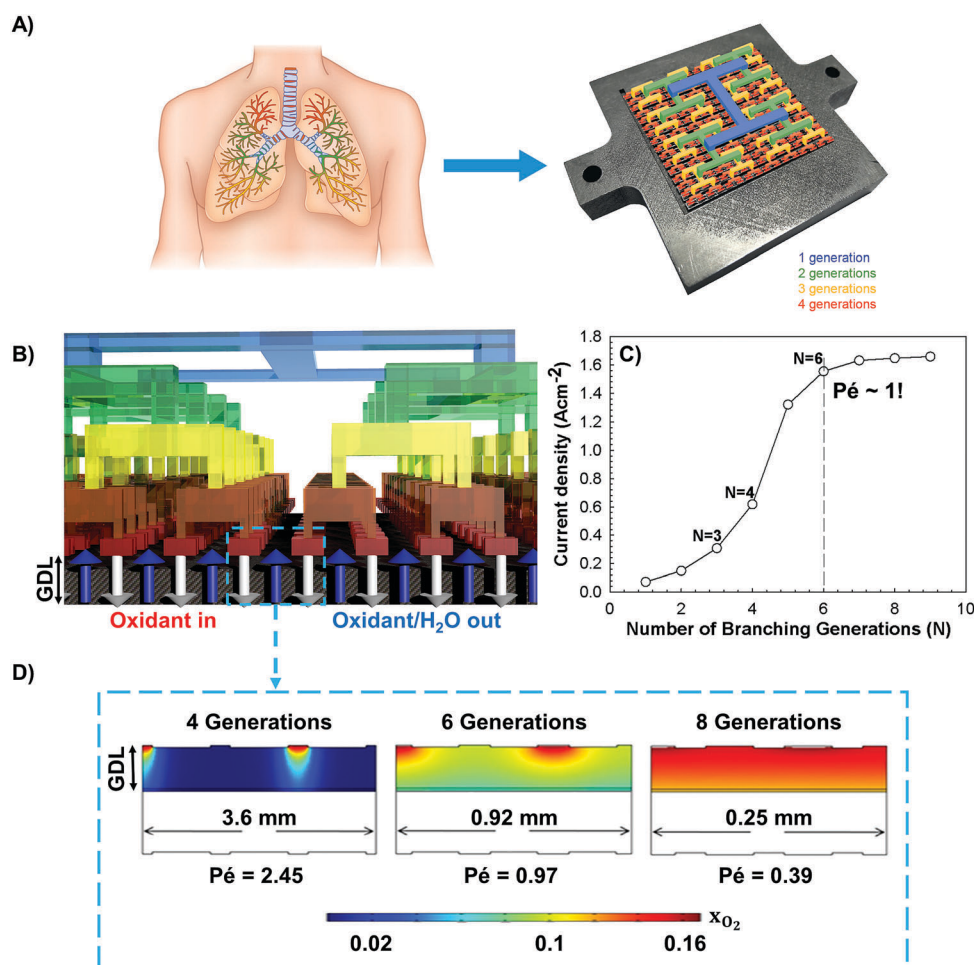 A)
1 generation
2 generations
3 generations
4 generations
B)
GDL
Oxidant in
Oxidant/H₂O out
C)
Current density (Acm⁻²)
1.8
1.6
1.4
1.2
1.0
0.8
0.6
0.4
0.2
0.0
N=3
N=4
N=6
Pé ~ 1!
0 2 4 6 8 10
Number of Branching Generations (N)
D)
4 Generations 6 Generations 8 Generations
GDL
3.6 mm 0.92 mm 0.25 mm
Pé = 2.45 Pé = 0.97 Pé = 0.39
x_O₂
0.02 0.1 0.16